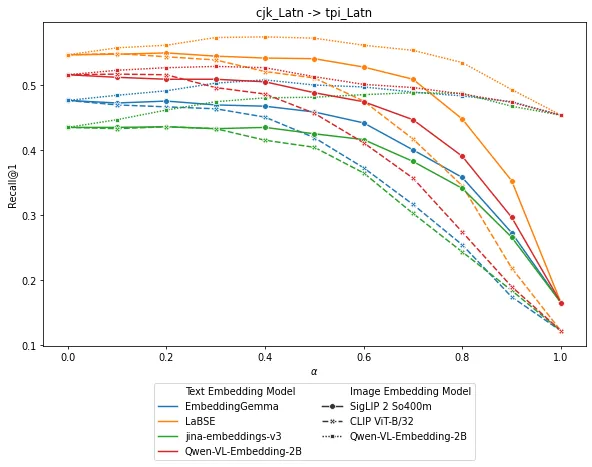 cjk_Latn -> tpi_Latn
Recall@1
0.5
0.4
0.3
0.2
0.1
0.0 0.2 0.4 0.6 0.8 1.0
α
Text Embedding Model
EmbeddingGemma
LaBSE
jina-embeddings-v3
Qwen-VL-Embedding-2B
Image Embedding Model
SigLIP 2 So400m
CLIP ViT-B/32
Qwen-VL-Embedding-2B